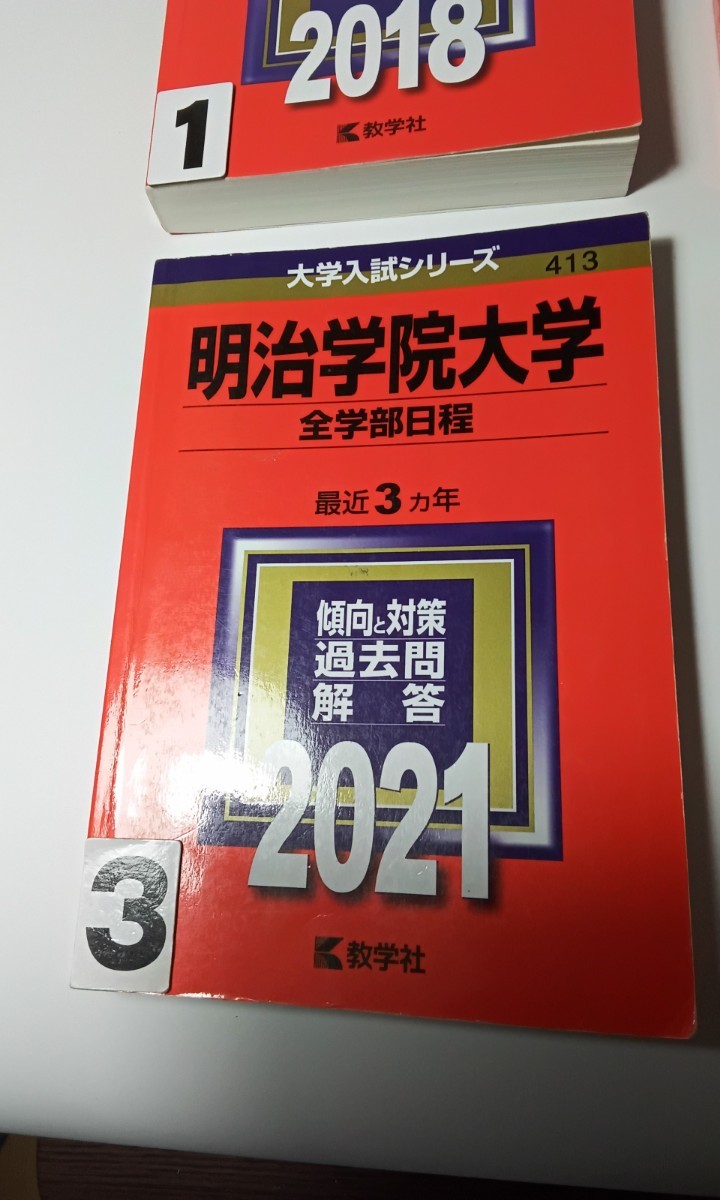 2018
1
教学社
大学入試シリーズ
413
明治学院大学
全学部日程
最近3カ年
傾向と対策
過去問
解答
2021
3
教学社